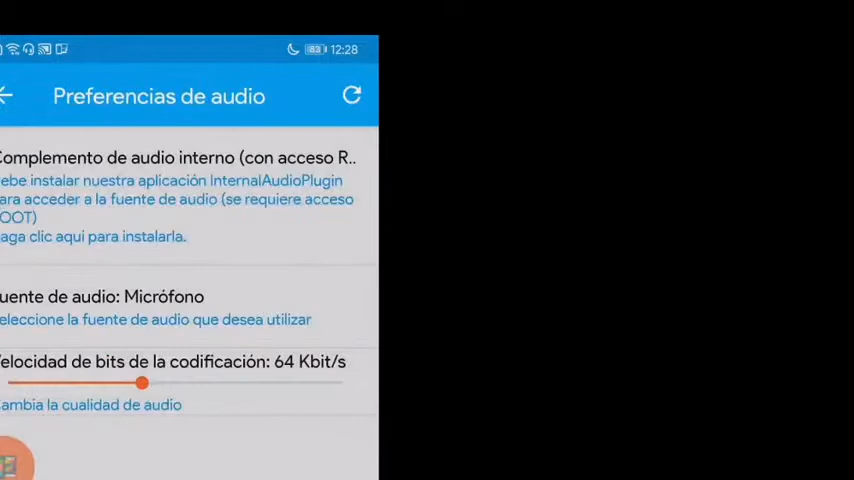 83 12:28
Preferencias de audio
omplemento de audio interno (con acceso R..
ebe instalar nuestra aplicación InternalAudioPlugin
ara acceder a la fuente de audio (se requiere acceso
OOT)
aga clic aquí para instalarla.
uente de audio: Micrófono
eleccione la fuente de audio que desea utilizar
elocidad de bits de la codificación: 64 Kbit/s
ambia la cualidad de audio